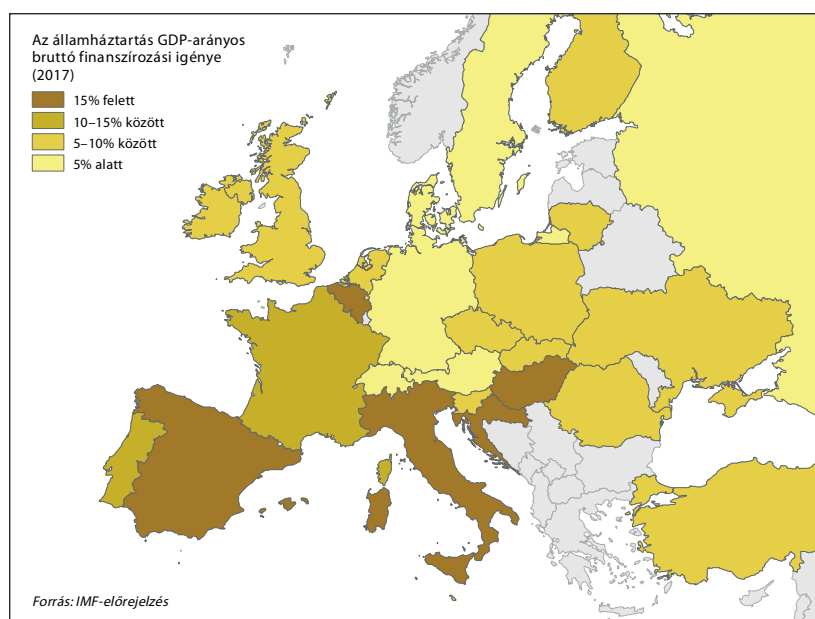 Az államháztartás GDP-arányos
bruttó finanszírozási igénye
(2017)
15% felett
10–15% között
5–10% között
5% alatt
Forrás: IMF-előrejelzés